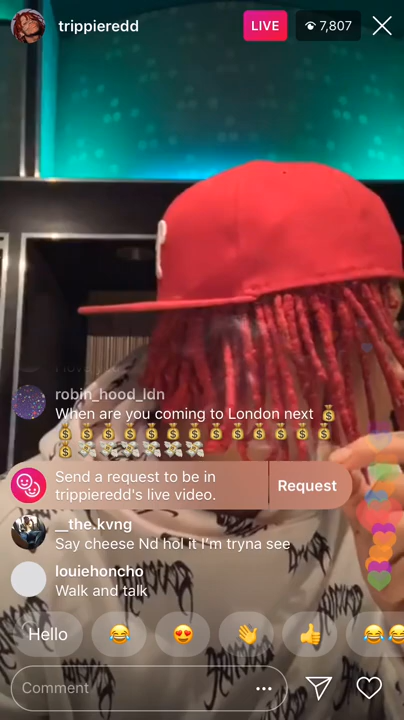 trippieredd
LIVE
7,807
robin_hood_ldn
When are you coming to London next 💰
💰💰💰💰💰💰💰💰💰💰💰💰💰
💰💸💸💸💸💸💸
Send a request to be in
trippieredd's live video.
Request
__the.kvng
Say cheese Nd hol it I'm tryna see
louiehoncho
Walk and talk
Hello 😂 😍 👋 👍 😂😂
Comment